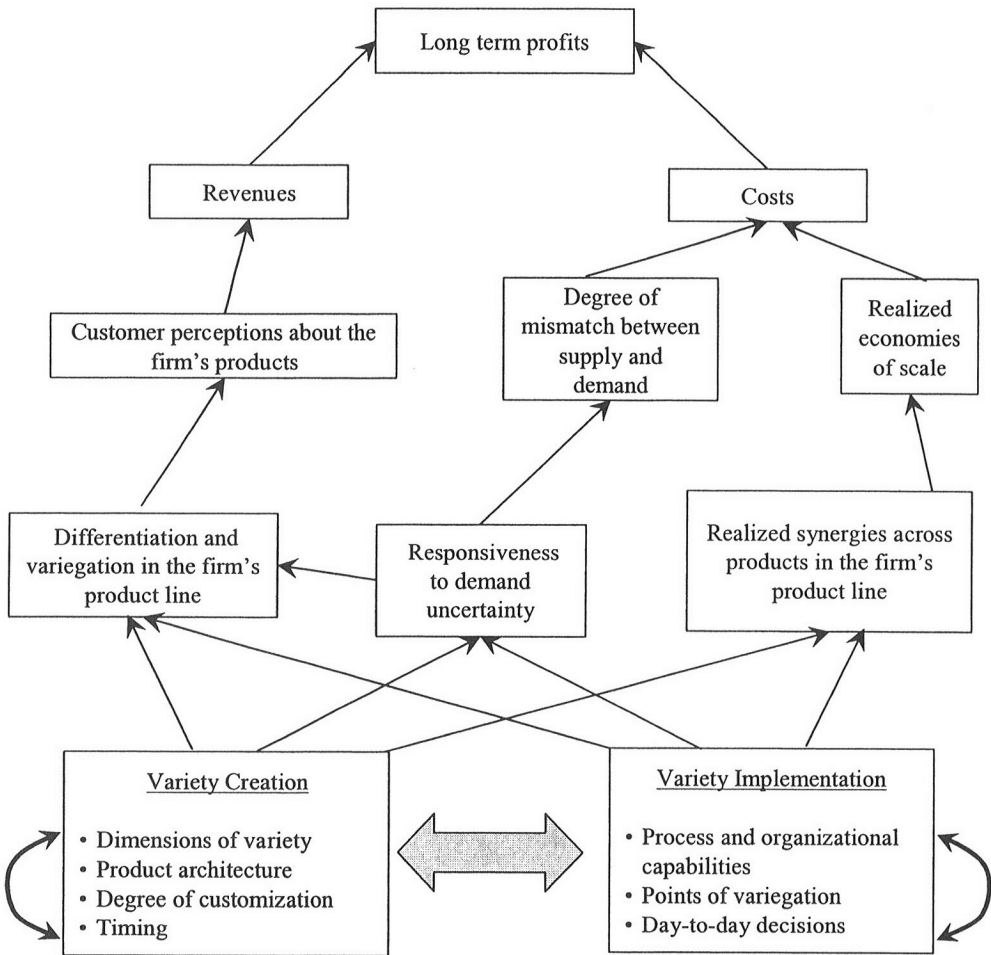 Long term profits
Revenues
Costs
Customer perceptions about the
firm's products
Degree of
mismatch between
supply and
demand
Realized
economies
of scale
Differentiation and
variegation in the firm's
product line
Responsiveness
to demand
uncertainty
Realized synergies across
products in the firm's
product line
Variety Creation
• Dimensions of variety
• Product architecture
• Degree of customization
• Timing
Variety Implementation
• Process and organizational
capabilities
• Points of variegation
• Day-to-day decisions